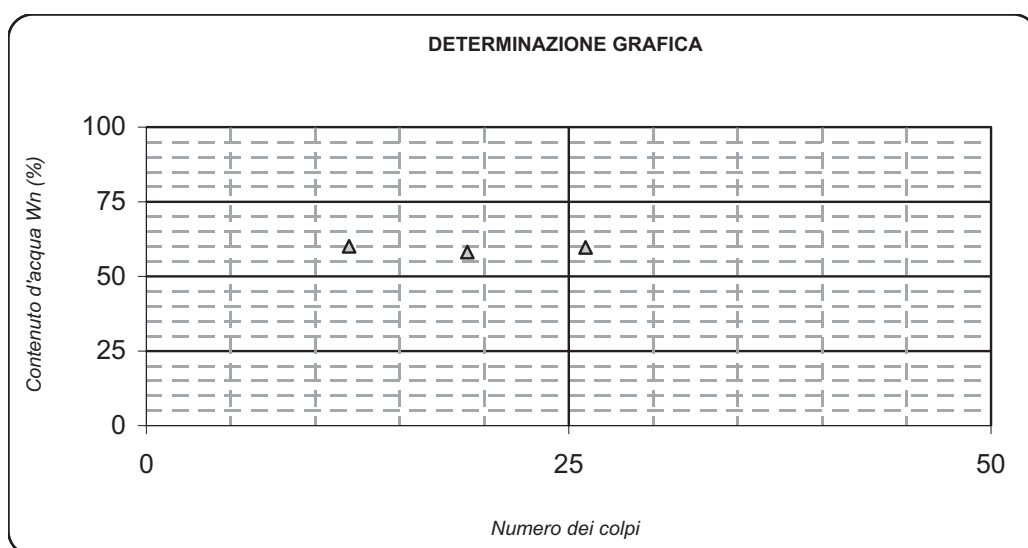 DETERMINAZIONE GRAFICA
Contenuto d'acqua Wn (%)
100
75
50
25
0
0 25 50
Numero dei colpi